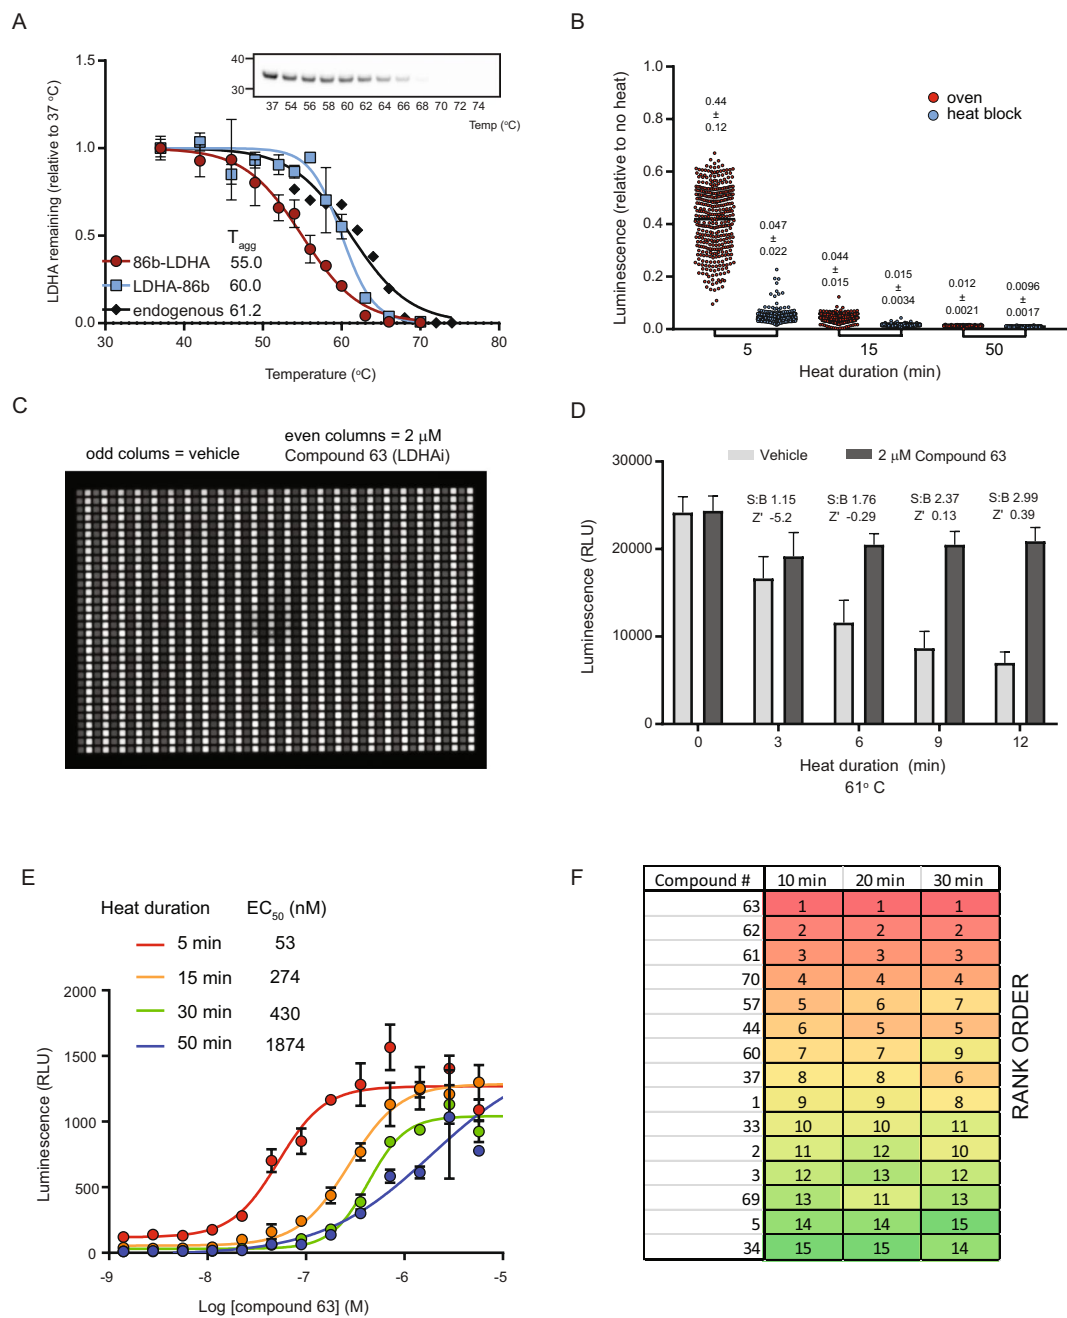 A
1.5
1.0
0.5
0.0
LDHA remaining (relative to 37 °C)
40
30
37 54 56 58 60 62 64 66 68 70 72 74
Temp (°C)
Tagg
86b-LDHA 55.0
LDHA-86b 60.0
endogenous 61.2
30 40 50 60 70 80
Temperature (°C)
B
1.0
0.8
0.6
0.4
0.2
0.0
Luminescence (relative to no heat)
oven
heat block
0.44
±
0.12
0.047
±
0.022
0.044
±
0.015
0.015
±
0.0034
0.012
±
0.0021
0.0096
±
0.0017
5 15 50
Heat duration (min)
C
odd colums = vehicle
even columns = 2 µM
Compound 63 (LDHAi)
D
30000
20000
10000
0
Luminescence (RLU)
Vehicle
2 µM Compound 63
S:B 1.15 S:B 1.76 S:B 2.37 S:B 2.99
Z' -5.2 Z' -0.29 Z' 0.13 Z' 0.39
0 3 6 9 12
Heat duration (min)
61° C
E
Heat duration EC50 (nM)
5 min 53
15 min 274
30 min 430
50 min 1874
2000
1500
1000
500
0
Luminescence (RLU)
-9 -8 -7 -6 -5
Log [compound 63] (M)
F
Compound # 10 min 20 min 30 min
63 1 1 1
62 2 2 2
61 3 3 3
70 4 4 4
57 5 6 7
44 6 5 5
60 7 7 9
37 8 8 6
1 9 9 8
33 10 10 11
2 11 12 10
3 12 13 12
69 13 11 13
5 14 14 15
34 15 15 14
RANK ORDER